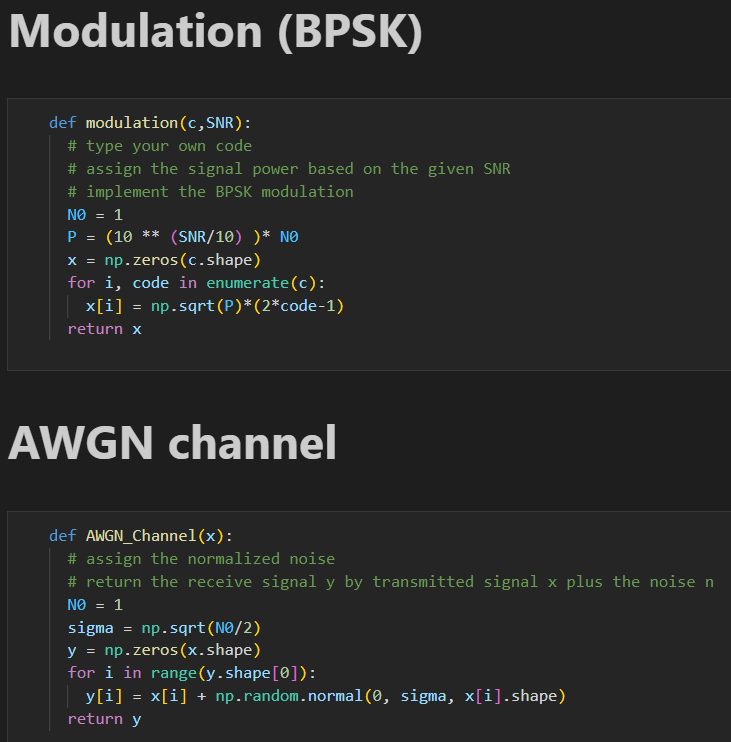 Modulation (BPSK)
def modulation(c,SNR):
# type your own code
# assign the signal power based on the given SNR
# implement the BPSK modulation
N0 = 1
P = (10 ** (SNR/10) )* N0
x = np.zeros(c.shape)
for i, code in enumerate(c):
x[i] = np.sqrt(P)*(2*code-1)
return x
AWGN channel
def AWGN_Channel(x):
# assign the normalized noise
# return the receive signal y by transmitted signal x plus the noise n
N0 = 1
sigma = np.sqrt(N0/2)
y = np.zeros(x.shape)
for i in range(y.shape[0]):
y[i] = x[i] + np.random.normal(0, sigma, x[i].shape)
return y